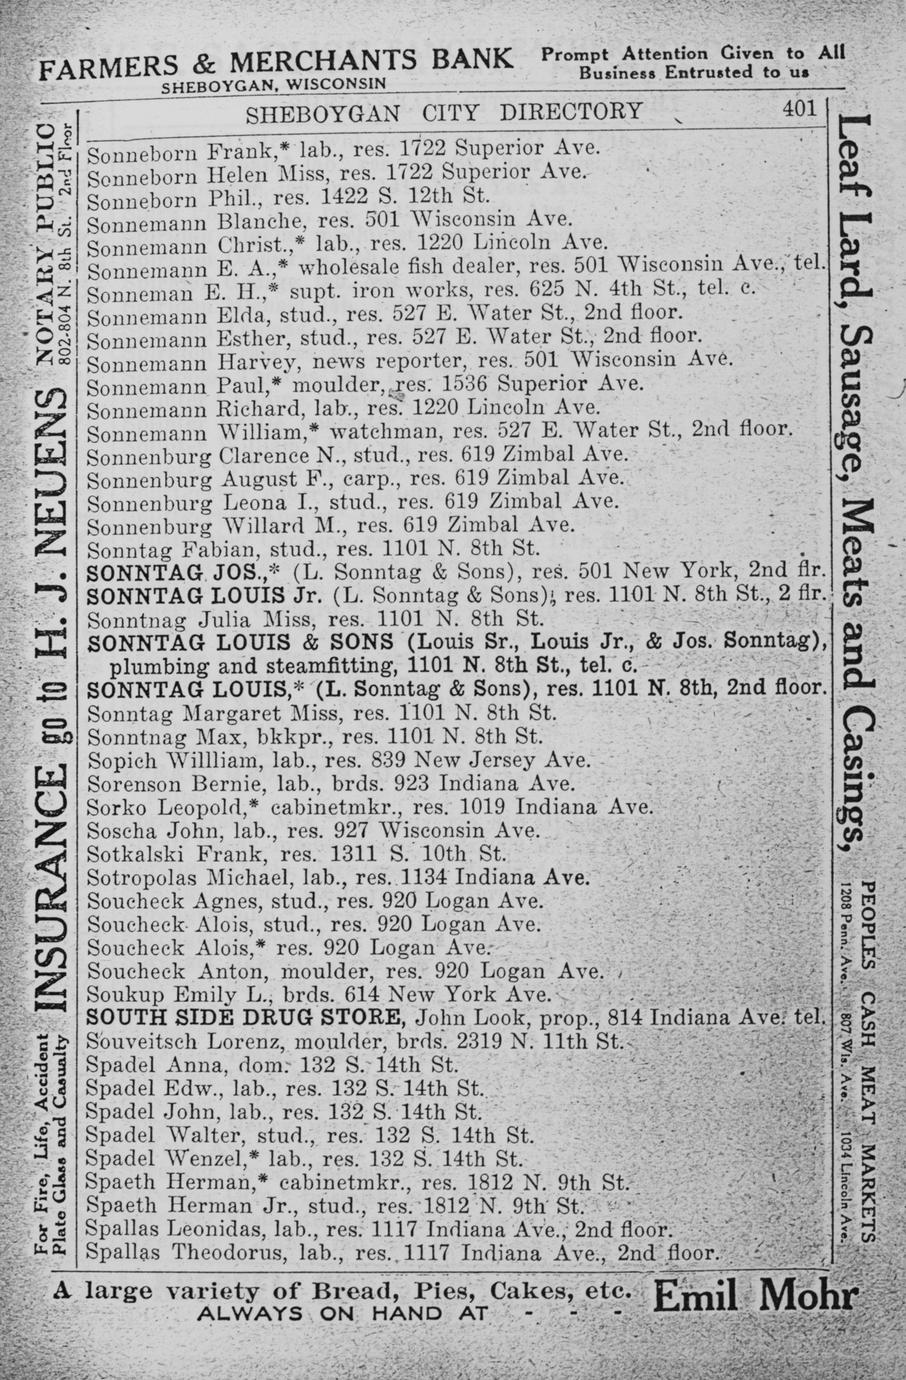 FARMERS & MERCHANTS BANK
SHEBOYGAN, WISCONSIN
Prompt Attention Given to All
Business Entrusted to us
SHEBOYGAN CITY DIRECTORY 401
Sonneborn Frank,* lab., res. 1722 Superior Ave.
Sonneborn Helen Miss, res. 1722 Superior Ave.
Sonneborn Phil., res. 1422 S. 12th St.
Sonnemann Blanche, res. 501 Wisconsin Ave.
Sonnemann Christ.,* lab., res. 1220 Lincoln Ave.
Sonnemann E. A.,* wholesale fish dealer, res. 501 Wisconsin Ave., tel.
Sonneman E. H.,* supt. iron works, res. 625 N. 4th St., tel. c.
Sonnemann Elda, stud., res. 527 E. Water St., 2nd floor.
Sonnemann Esther, stud., res. 527 E. Water St., 2nd floor.
Sonnemann Harvey, news reporter, res. 501 Wisconsin Ave.
Sonnemann Paul,* moulder, res. 1536 Superior Ave.
Sonnemann Richard, lab., res. 1220 Lincoln Ave.
Sonnemann William,* watchman, res. 527 E. Water St., 2nd floor.
Sonnenburg Clarence N., stud., res. 619 Zimbal Ave.
Sonnenburg August F., carp., res. 619 Zimbal Ave.
Sonnenburg Leona I., stud., res. 619 Zimbal Ave.
Sonnenburg Willard M., res. 619 Zimbal Ave.
Sonntag Fabian, stud., res. 1101 N. 8th St.
SONNTAG JOS.,* (L. Sonntag & Sons), res. 501 New York, 2nd flr.
SONNTAG LOUIS Jr. (L. Sonntag & Sons), res. 1101 N. 8th St., 2 flr.
Sonntnag Julia Miss, res. 1101 N. 8th St.
SONNTAG LOUIS & SONS (Louis Sr., Louis Jr., & Jos. Sonntag),
plumbing and steamfitting, 1101 N. 8th St., tel. c.
SONNTAG LOUIS,* (L. Sonntag & Sons), res. 1101 N. 8th, 2nd floor.
Sonntag Margaret Miss, res. 1101 N. 8th St.
Sonntnag Max, bkkpr., res. 1101 N. 8th St.
Sopich Willliam, lab., res. 839 New Jersey Ave.
Sorenson Bernie, lab., brds. 923 Indiana Ave.
Sorko Leopold,* cabinetmkr., res. 1019 Indiana Ave.
Soscha John, lab., res. 927 Wisconsin Ave.
Sotkalski Frank, res. 1311 S. 10th St.
Sotropolas Michael, lab., res. 1134 Indiana Ave.
Soucheck Agnes, stud., res. 920 Logan Ave.
Soucheck Alois, stud., res. 920 Logan Ave.
Soucheck Alois,* res. 920 Logan Ave.
Soucheck Anton, moulder, res. 920 Logan Ave.
Soukup Emily L., brds. 614 New York Ave.
SOUTH SIDE DRUG STORE, John Look, prop., 814 Indiana Ave. tel.
Souveitsch Lorenz, moulder, brds. 2319 N. 11th St.
Spadel Anna, dom. 132 S. 14th St.
Spadel Edw., lab., res. 132 S. 14th St.
Spadel John, lab., res. 132 S. 14th St.
Spadel Walter, stud., res. 132 S. 14th St.
Spadel Wenzel,* lab., res. 132 S. 14th St.
Spaeth Herman,* cabinetmkr., res. 1812 N. 9th St.
Spaeth Herman Jr., stud., res. 1812 N. 9th St.
Spallas Leonidas, lab., res. 1117 Indiana Ave., 2nd floor.
Spallas Theodorus, lab., res. 1117 Indiana Ave., 2nd floor.
For Fire, Life, Accident
Plate Glass and Casualty
INSURANCE go to H. J. NEUENS
NOTARY PUBLIC
802-804 N. 8th St. 2nd Floor
Leaf Lard, Sausage, Meats and Casings,
PEOPLES CASH MEAT MARKETS
1208 Penn. Ave. 807 Wis. Ave. 1034 Lincoln Ave.
A large variety of Bread, Pies, Cakes, etc.
ALWAYS ON HAND AT - - -
Emil Mohr